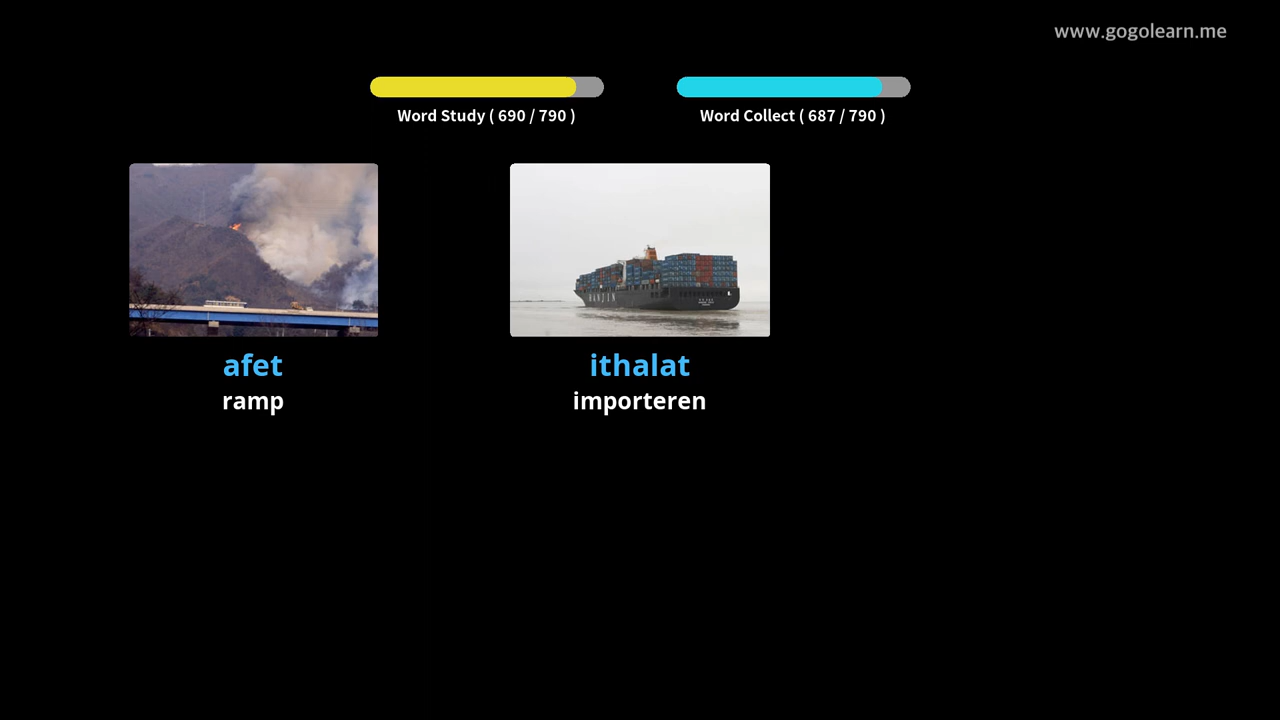 www.gogolearn.me
Word Study ( 690 / 790 )
Word Collect ( 687 / 790 )
afet
ramp
ithalat
importeren